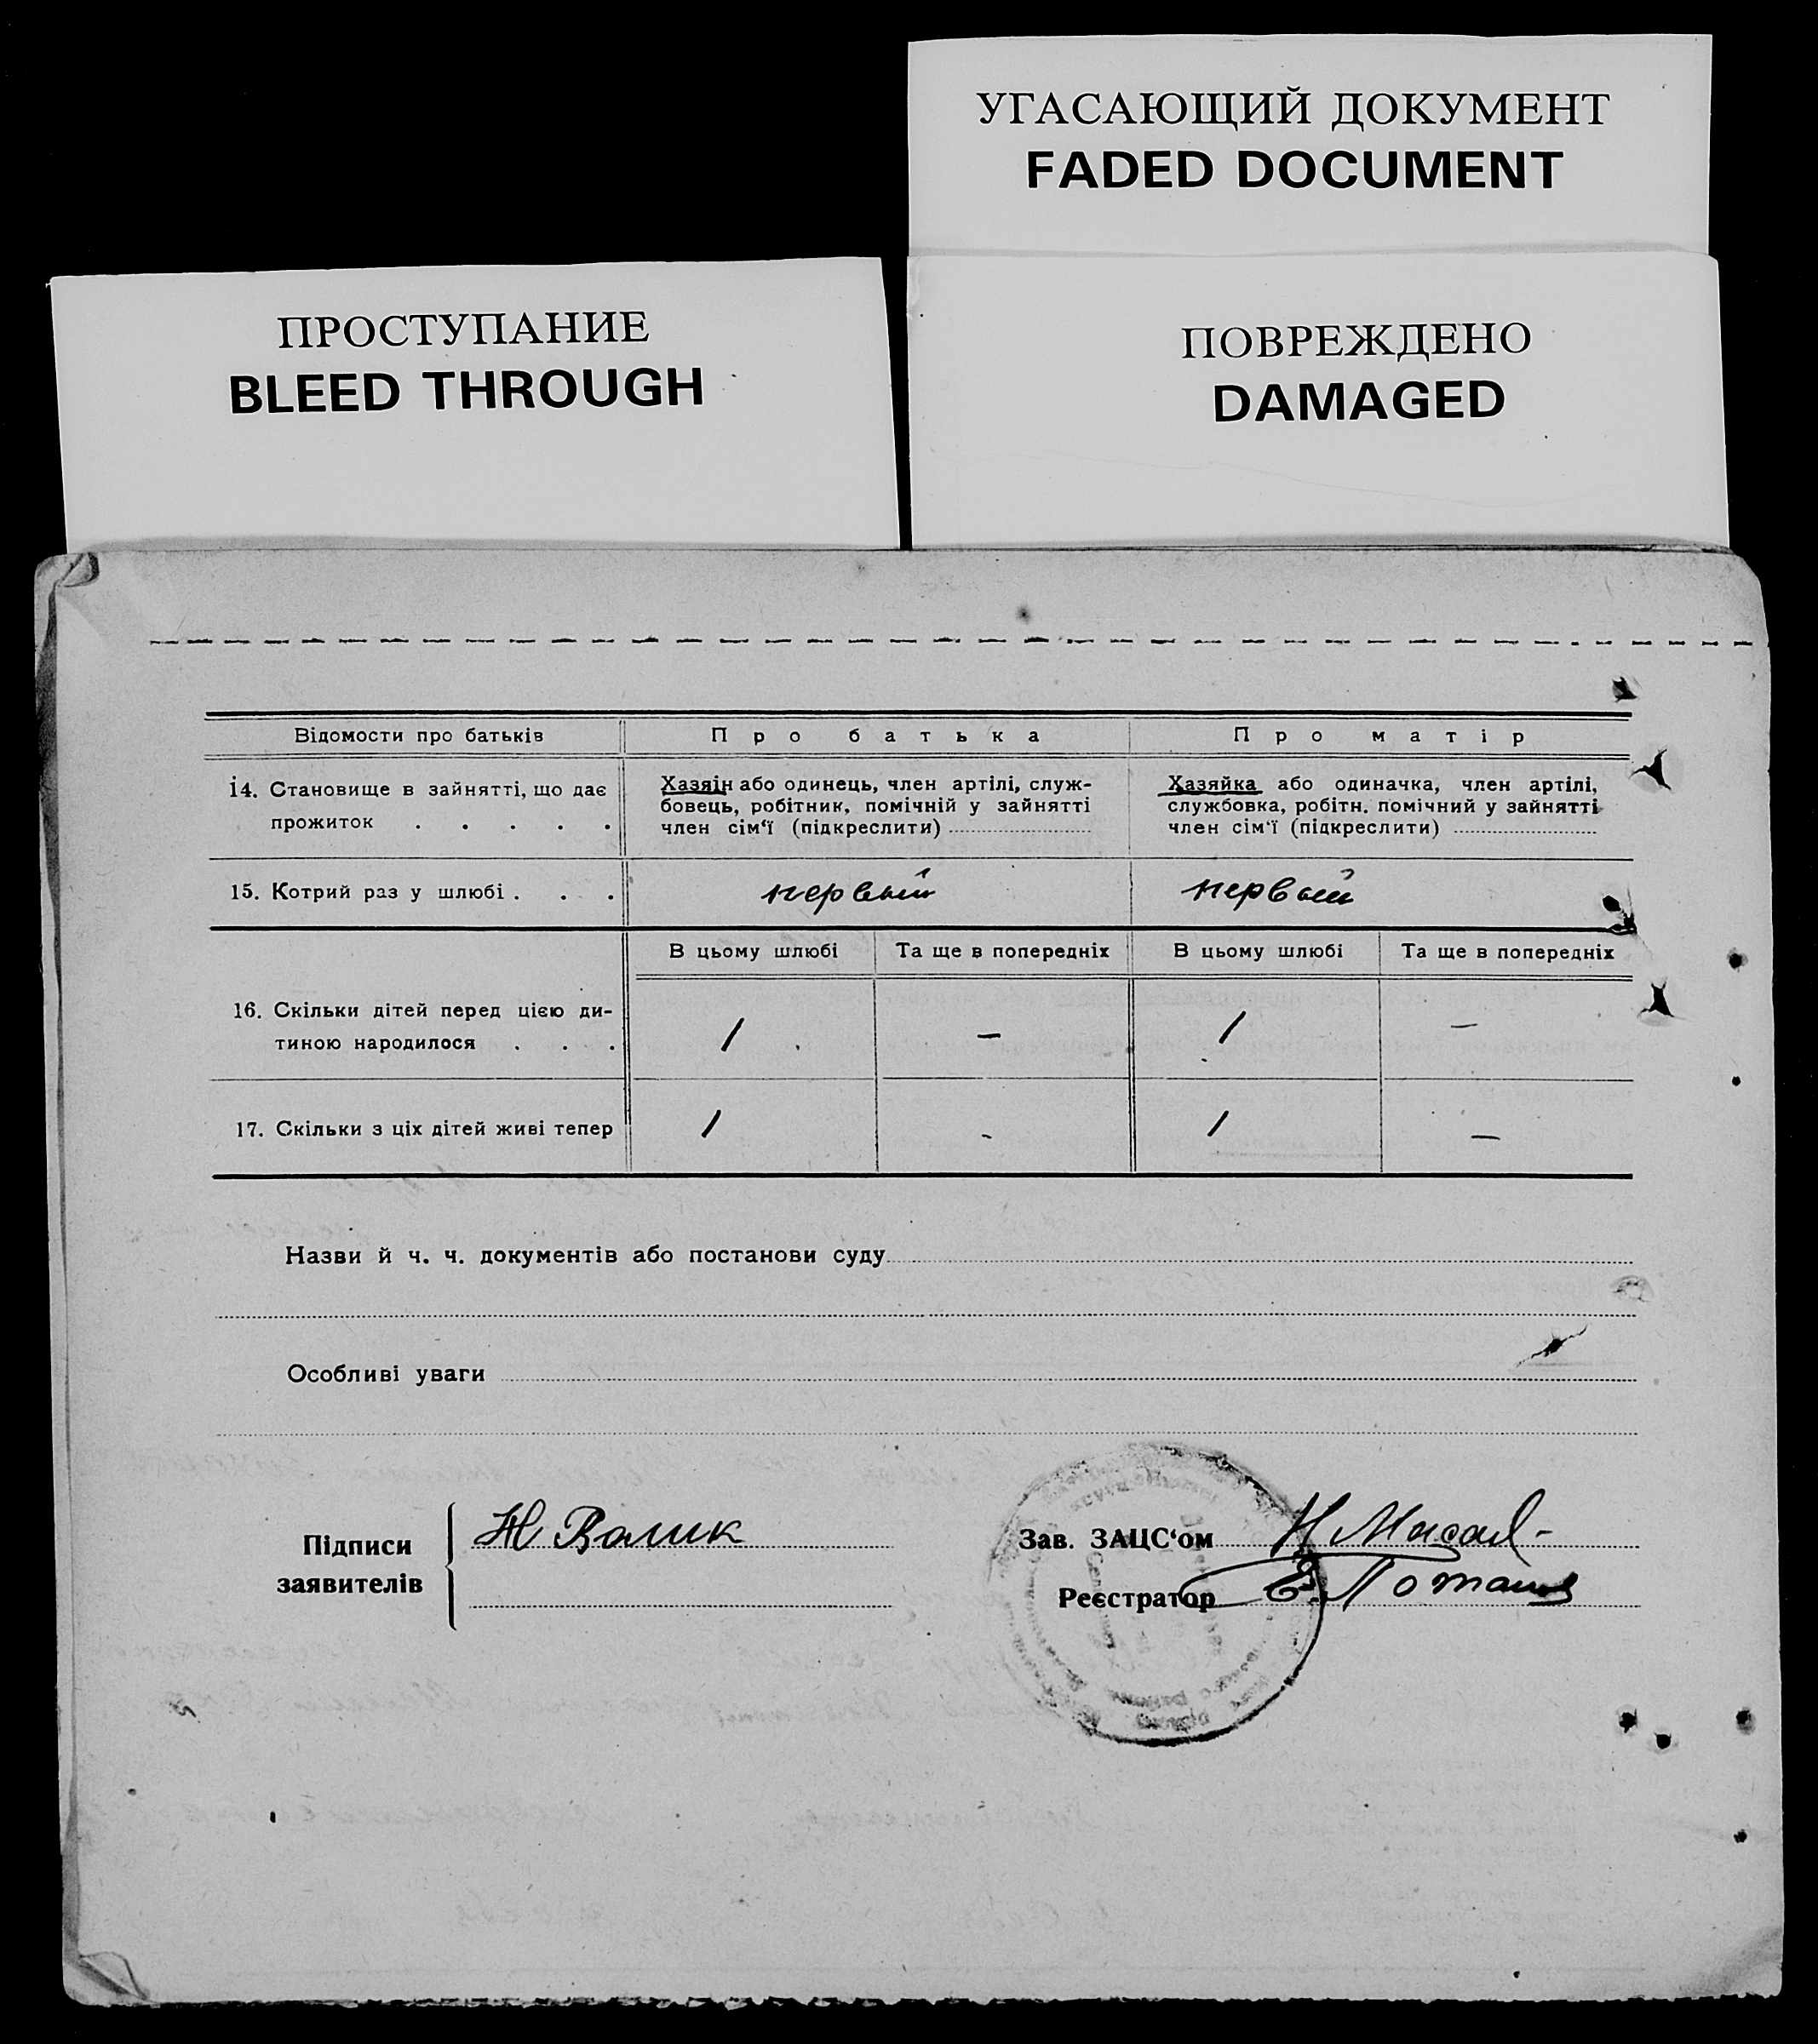 УГАСАЮЩИЙ ДОКУМЕНТ
FADED DOCUMENT
ПРОСТУПАНИЕ
BLEED THROUGH
ПОВРЕЖДЕНО
DAMAGED
Відомости про батьків Про батька Про матір
14. Становище в зайнятті, що дає
прожиток . . . . .
Хазяін або одинець, член артілі, служ-
бовець, робітник, помічній у зайнятті
член сім‘ї (підкреслити)
Хазяйка або одиначка, член артілі,
службовка, робітн. помічний у зайнятті
член сім‘ї (підкреслити)
15. Котрий раз у шлюбі . . . первый первый
В цьому шлюбі Та ще в попередніх В цьому шлюбі Та ще в попередніх
16. Скільки дітей перед цією ди-
тиною народилося . . . 1 — 1 —
17. Скільки з ціх дітей живі тепер 1 - 1 —
Назви й ч. ч. документів або постанови суду
Особливі уваги
Підписи
заявителів
Н Валик
Зав. ЗАЦС‘ом
Реєстратор